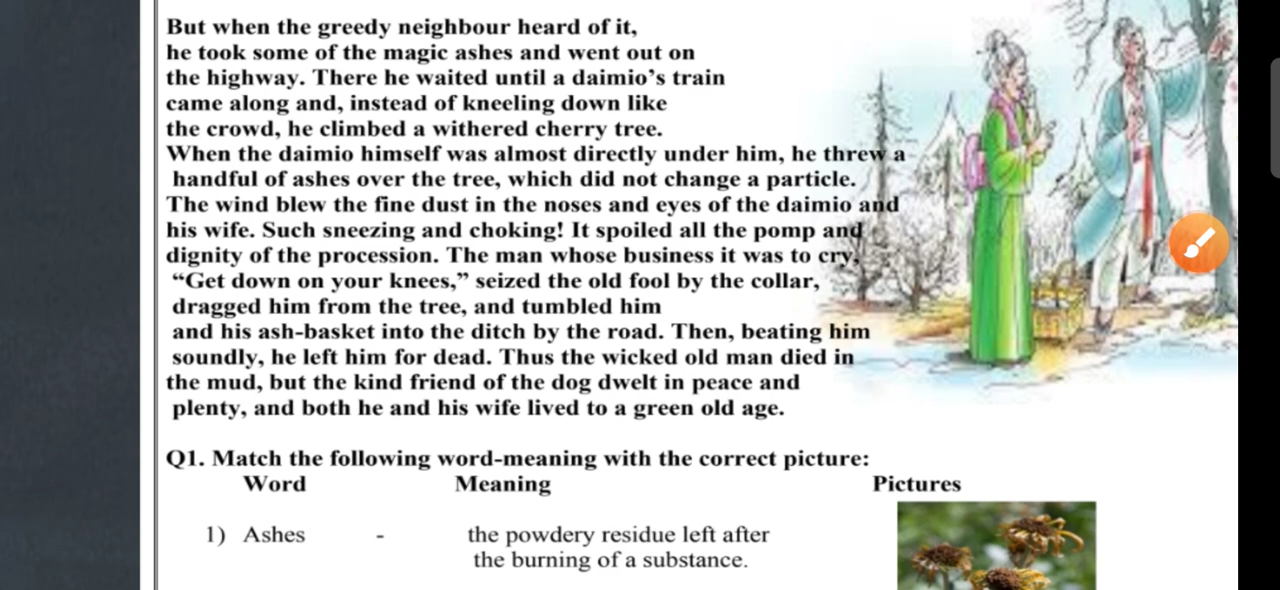 But when the greedy neighbour heard of it,
he took some of the magic ashes and went out on
the highway. There he waited until a daimio’s train
came along and, instead of kneeling down like
the crowd, he climbed a withered cherry tree.
When the daimio himself was almost directly under him, he threw a
handful of ashes over the tree, which did not change a particle.
The wind blew the fine dust in the noses and eyes of the daimio and
his wife. Such sneezing and choking! It spoiled all the pomp and
dignity of the procession. The man whose business it was to cry,
“Get down on your knees,” seized the old fool by the collar,
dragged him from the tree, and tumbled him
and his ash-basket into the ditch by the road. Then, beating him
soundly, he left him for dead. Thus the wicked old man died in
the mud, but the kind friend of the dog dwelt in peace and
plenty, and both he and his wife lived to a green old age.
Q1. Match the following word-meaning with the correct picture:
Word Meaning Pictures
1) Ashes - the powdery residue left after
the burning of a substance.